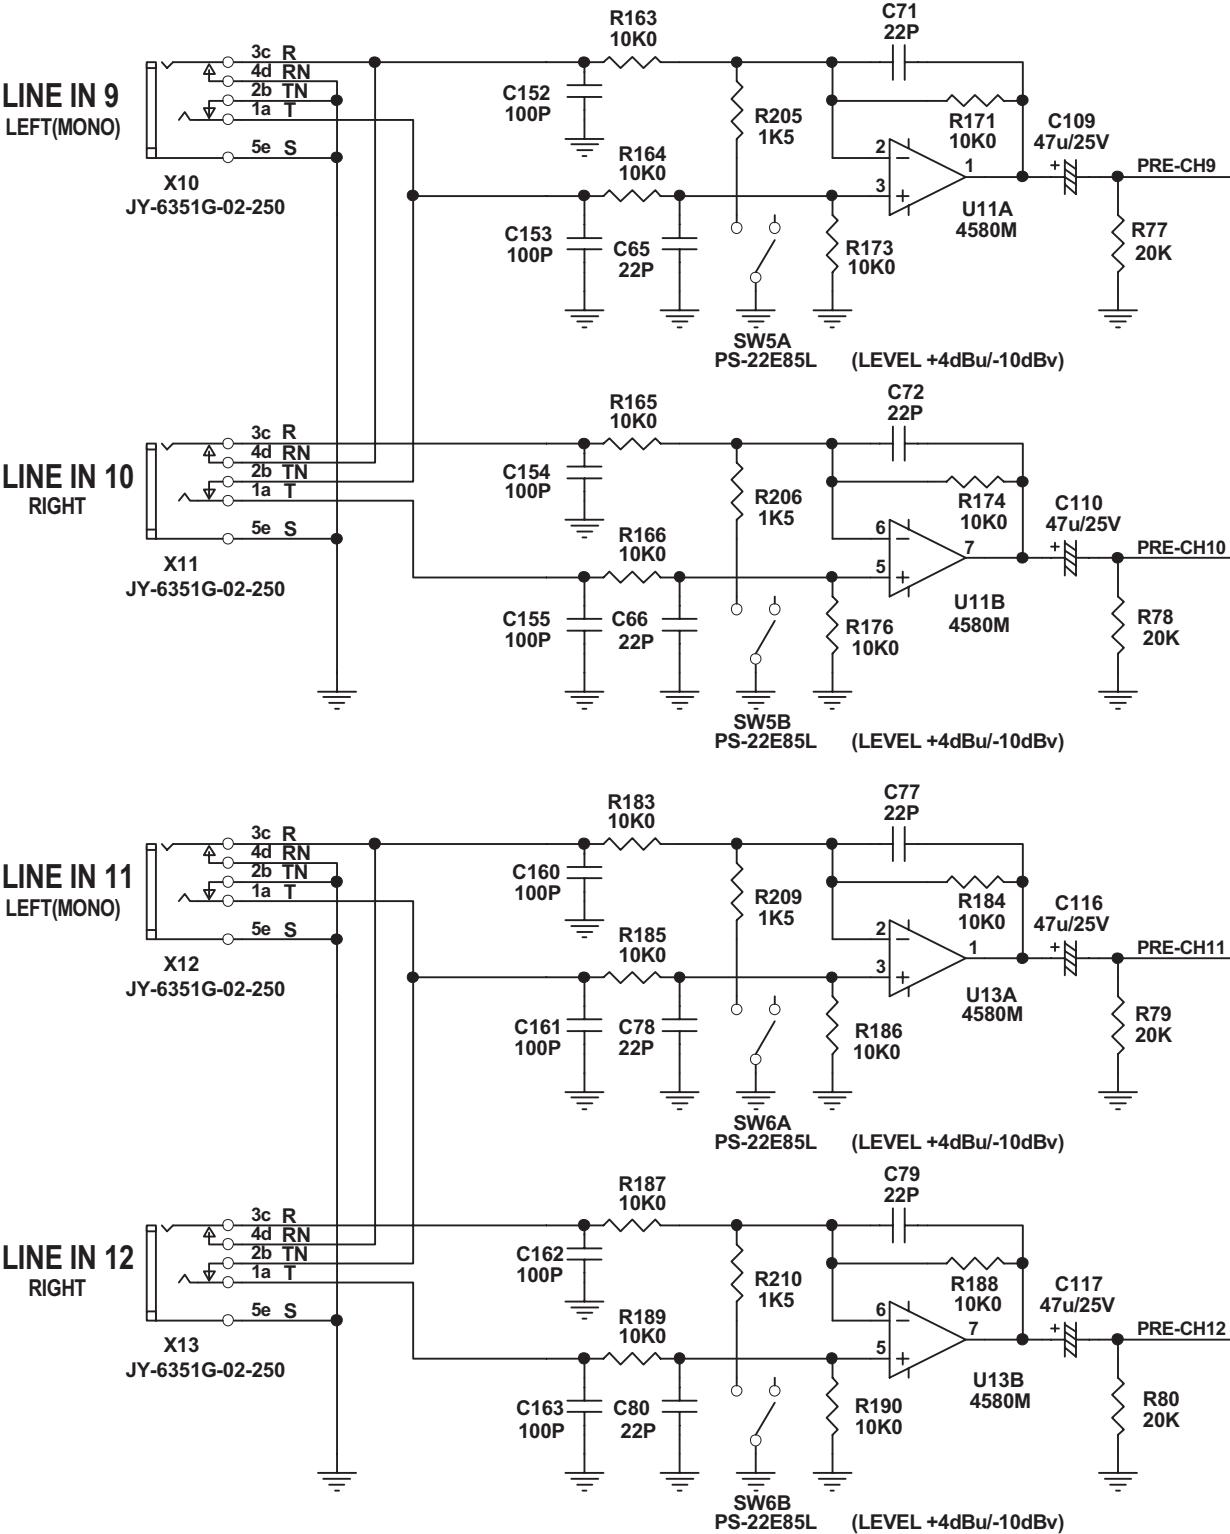 R163
10K0
C71
22P
3c R
4d RN
2b TN
1a T
5e S
LINE IN 9
LEFT(MONO)
X10
JY-6351G-02-250
C152
100P
R205
1K5
R171
10K0
C109
47u/25V
R164
10K0
2
3
1
PRE-CH9
U11A
4580M
C153
100P
C65
22P
R173
10K0
R77
20K
SW5A
PS-22E85L (LEVEL +4dBu/-10dBv)
R165
10K0
C72
22P
3c R
4d RN
2b TN
1a T
5e S
LINE IN 10
RIGHT
X11
JY-6351G-02-250
C154
100P
R206
1K5
R174
10K0
C110
47u/25V
R166
10K0
6
5
7
PRE-CH10
U11B
4580M
C155
100P
C66
22P
R176
10K0
R78
20K
SW5B
PS-22E85L (LEVEL +4dBu/-10dBv)
R183
10K0
C77
22P
3c R
4d RN
2b TN
1a T
5e S
LINE IN 11
LEFT(MONO)
X12
JY-6351G-02-250
C160
100P
R209
1K5
R184
10K0
C116
47u/25V
R185
10K0
2
3
1
PRE-CH11
U13A
4580M
C161
100P
C78
22P
R186
10K0
R79
20K
SW6A
PS-22E85L (LEVEL +4dBu/-10dBv)
R187
10K0
C79
22P
3c R
4d RN
2b TN
1a T
5e S
LINE IN 12
RIGHT
X13
JY-6351G-02-250
C162
100P
R210
1K5
R188
10K0
C117
47u/25V
R189
10K0
6
5
7
PRE-CH12
U13B
4580M
C163
100P
C80
22P
R190
10K0
R80
20K
SW6B
PS-22E85L (LEVEL +4dBu/-10dBv)